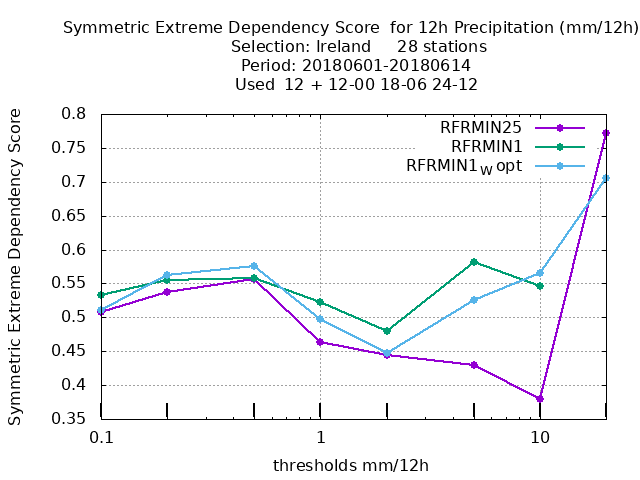 Symmetric Extreme Dependency Score  for 12h Precipitation (mm/12h)
Selection: Ireland     28 stations
Period: 20180601-20180614
Used  12 + 12-00 18-06 24-12
Symmetric Extreme Dependency Score
0.8
0.75
0.7
0.65
0.6
0.55
0.5
0.45
0.4
0.35
RFRMIN25
RFRMIN1
RFRMIN1W opt
0.1
1
10
thresholds mm/12h